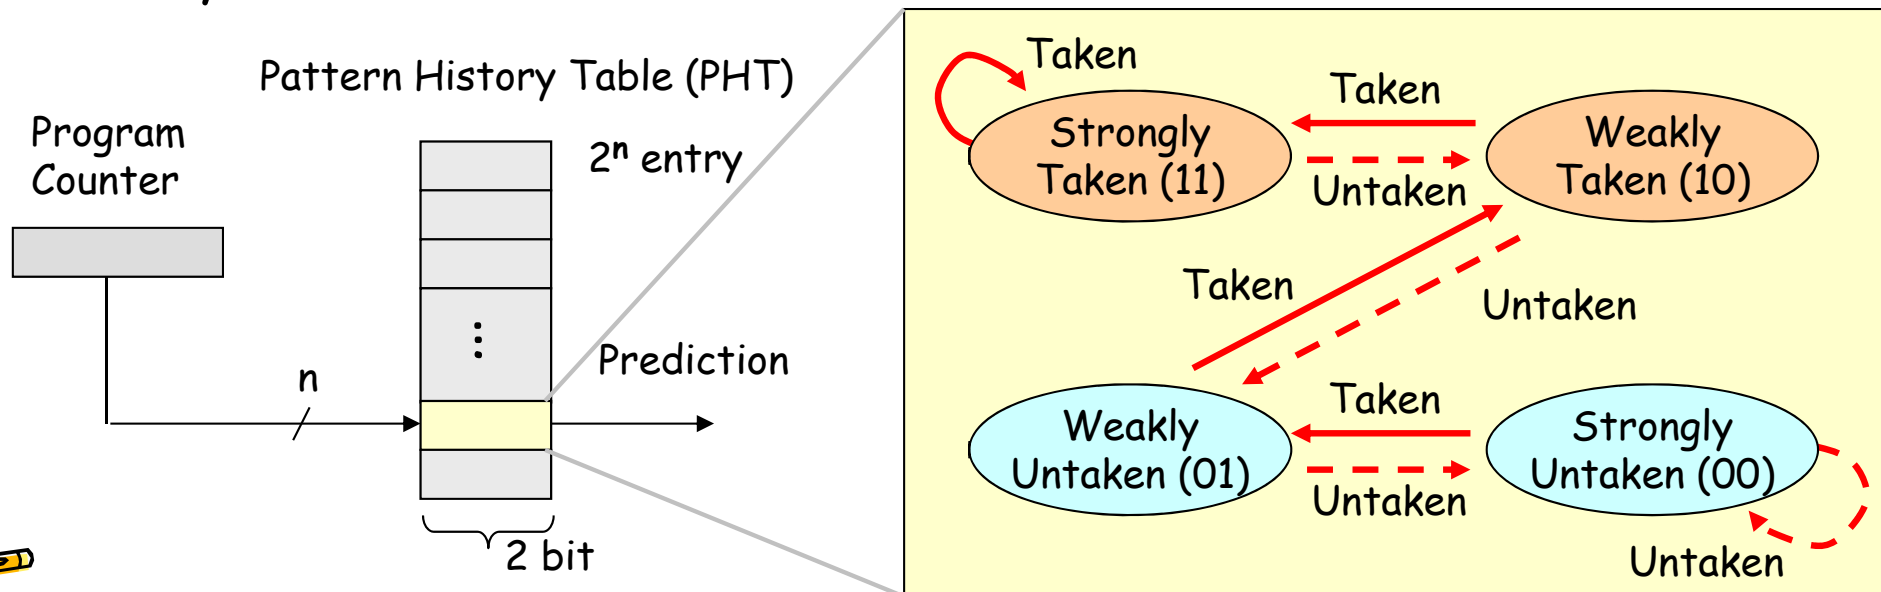 Pattern History Table (PHT)
Program
Counter
2ⁿ entry
n
Prediction
2 bit
Taken
Strongly
Taken (11)
Taken
Untaken
Weakly
Taken (10)
Taken
Untaken
Weakly
Untaken (01)
Taken
Untaken
Strongly
Untaken (00)
Untaken